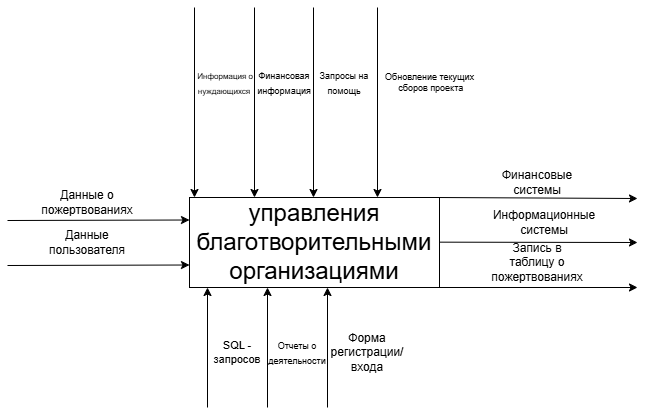 Информация о
нуждающихся
Финансовая
информация
Запросы на
помощь
Обновление текущих
сборов проекта
Данные о
пожертвованиях
Данные
пользователя
управления
благотворительными
организациями
Финансовые
системы
Информационные
системы
Запись в
таблицу о
пожертвованиях
SQL -
запросов
Отчеты о
деятельности
Форма
регистрации/
входа